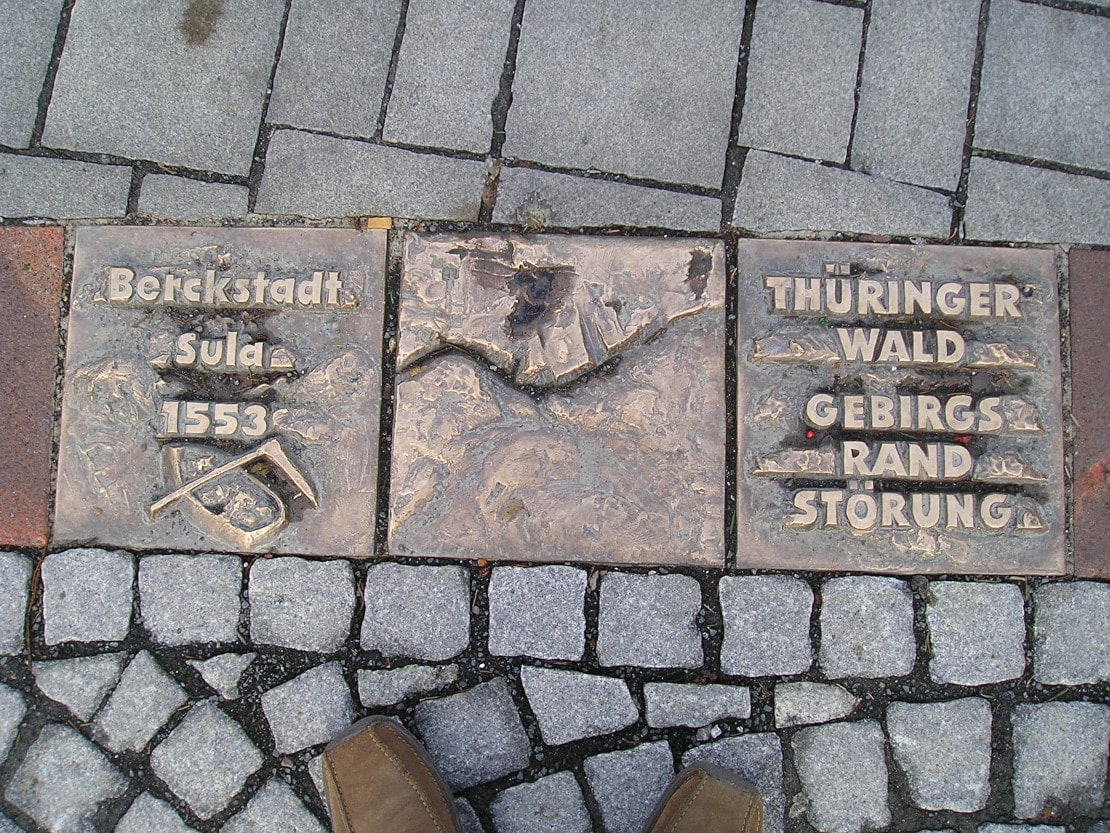 Berckstadt
Sula
1553
THÜRINGER
WALD
GEBIRGS
RAND
STÖRUNG